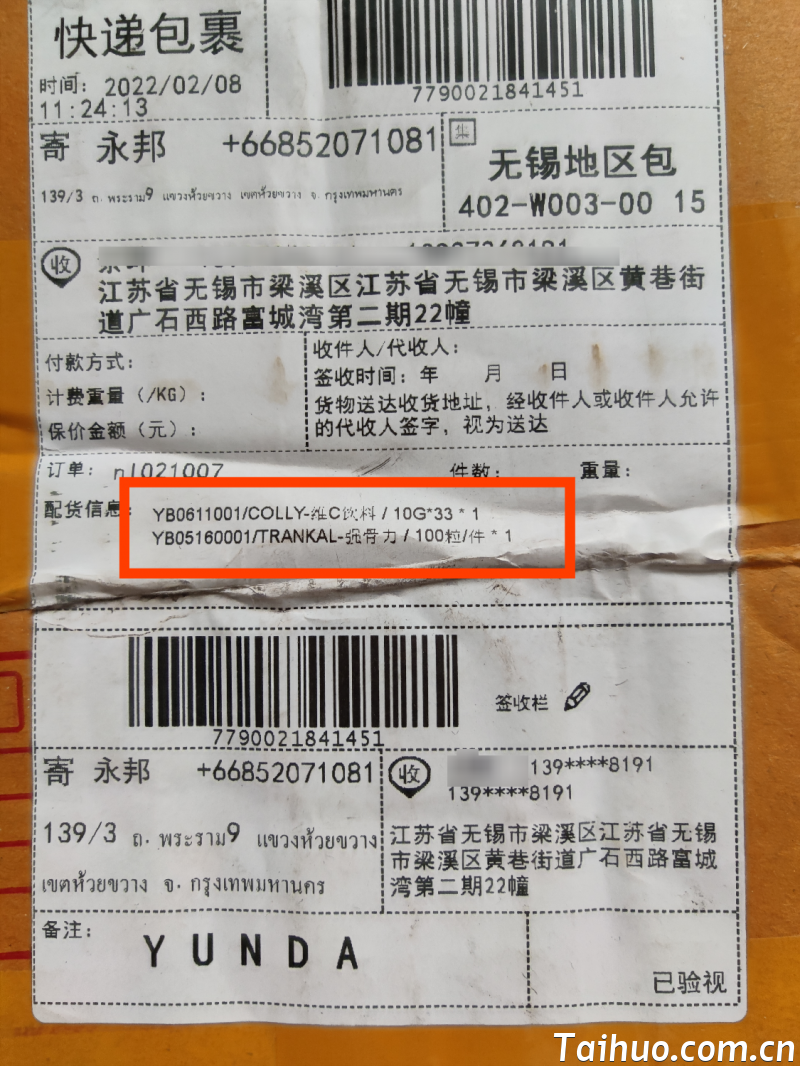 快递包裹
时间: 2022/02/08
11:24:13
7790021841451
寄 永邦 +66852071081
139/3 ถ. พระราม9 แขวงห้วยขวาง เขตห้วยขวาง จ. กรุงเทพมหานคร
集
无锡地区包
402-W003-00 15
收
江苏省无锡市梁溪区江苏省无锡市梁溪区黄巷街
道广石西路富城湾第二期22幢
付款方式:
计费重量(/KG):
保价金额(元):
收件人/代收人:
签收时间: 年 月 日
货物送达收货地址, 经收件人或收件人允许
的代收人签字, 视为送达
订单: nl021007 件数: 重量:
配货信息: YB0611001/COLLY-维C饮料 / 10G*33 * 1
YB05160001/TRANKAL-强骨力 / 100粒/件 * 1
7790021841451
签收栏
寄 永邦 +66852071081
139/3 ถ. พระราม9 แขวงห้วยขวาง
เขตห้วยขวาง จ. กรุงเทพมหานคร
收 139****8191
139****8191
江苏省无锡市梁溪区江苏省无锡
市梁溪区黄巷街道广石西路富城
湾第二期22幢
备注:
YUNDA
已验视
Taihuo.com.cn